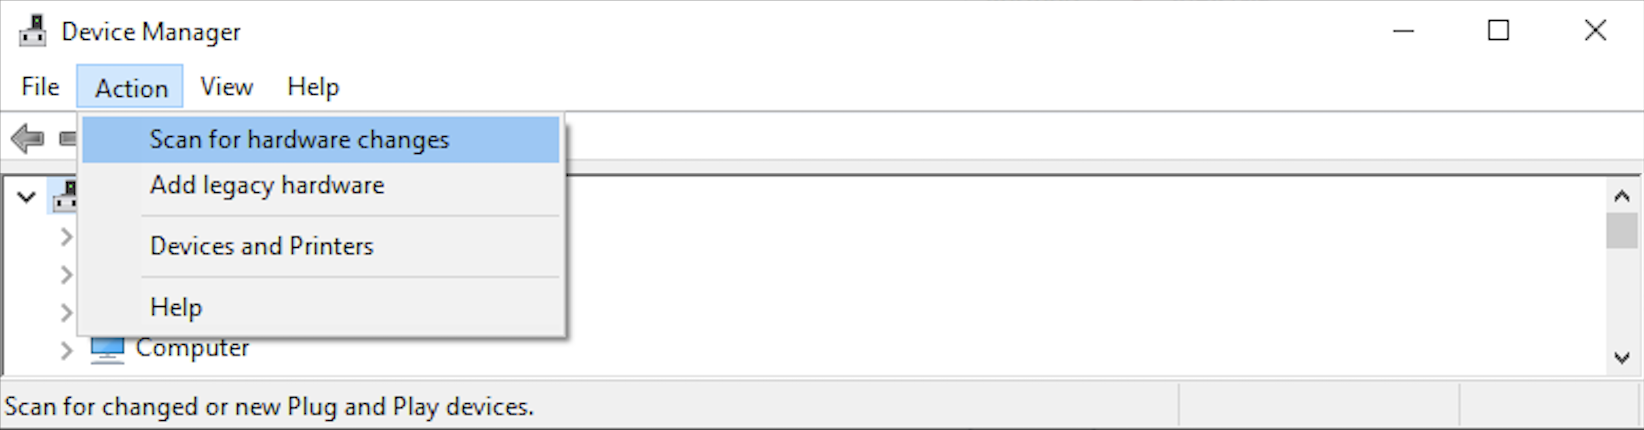 Device Manager
File Action View Help
Scan for hardware changes
Add legacy hardware
Devices and Printers
Help
Computer
Scan for changed or new Plug and Play devices.